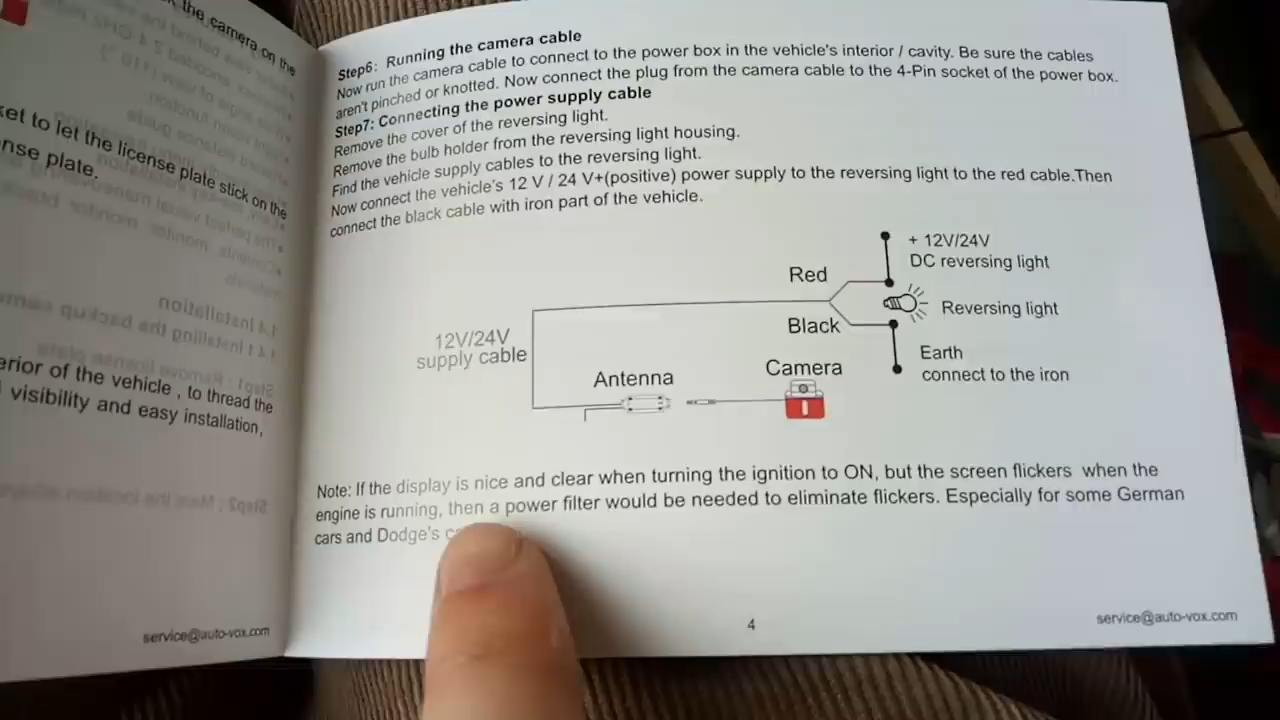 the camera on the
ket to let the license plate stick on the
nse plate.
erior of the vehicle , to thread the
visibility and easy installation,
service@auto-vox.com
Step6: Running the camera cable
Now run the camera cable to connect to the power box in the vehicle's interior / cavity. Be sure the cables
aren't pinched or knotted. Now connect the plug from the camera cable to the 4-Pin socket of the power box.
Step7: Connecting the power supply cable
Remove the cover of the reversing light.
Remove the bulb holder from the reversing light housing.
Find the vehicle supply cables to the reversing light.
Now connect the vehicle's 12 V / 24 V+(positive) power supply to the reversing light to the red cable.Then
connect the black cable with iron part of the vehicle.
+ 12V/24V
DC reversing light
Red
Reversing light
Black
12V/24V
supply cable
Earth
connect to the iron
Antenna
Camera
Note: If the display is nice and clear when turning the ignition to ON, but the screen flickers when the
engine is running, then a power filter would be needed to eliminate flickers. Especially for some German
cars and Dodge's
4
service@auto-vox.com